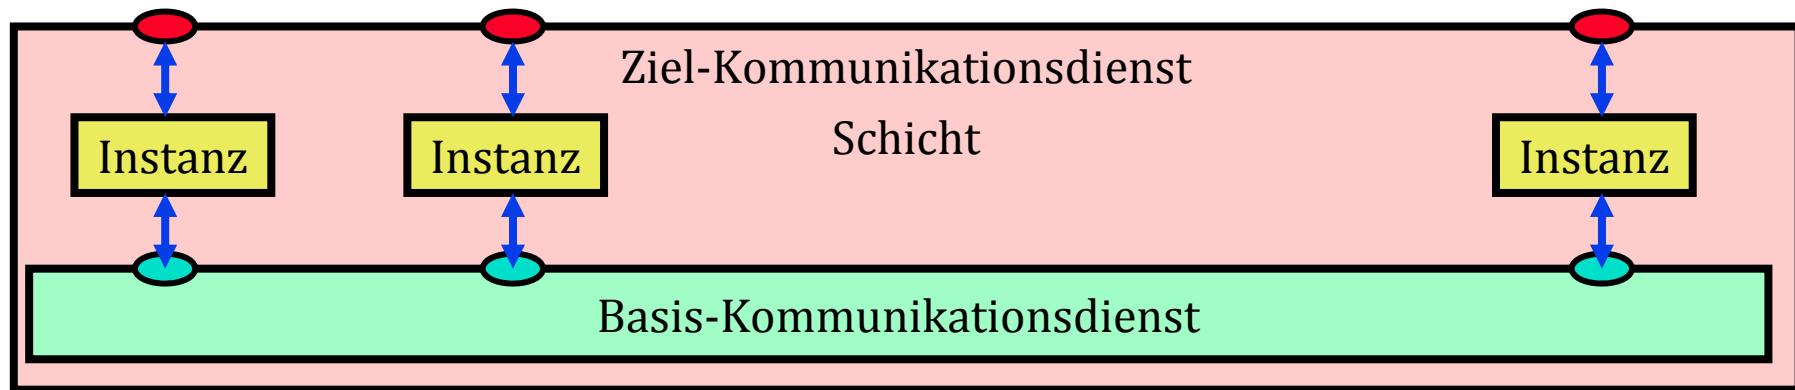 Ziel-Kommunikationsdienst
Schicht
Instanz
Instanz
Instanz
Basis-Kommunikationsdienst